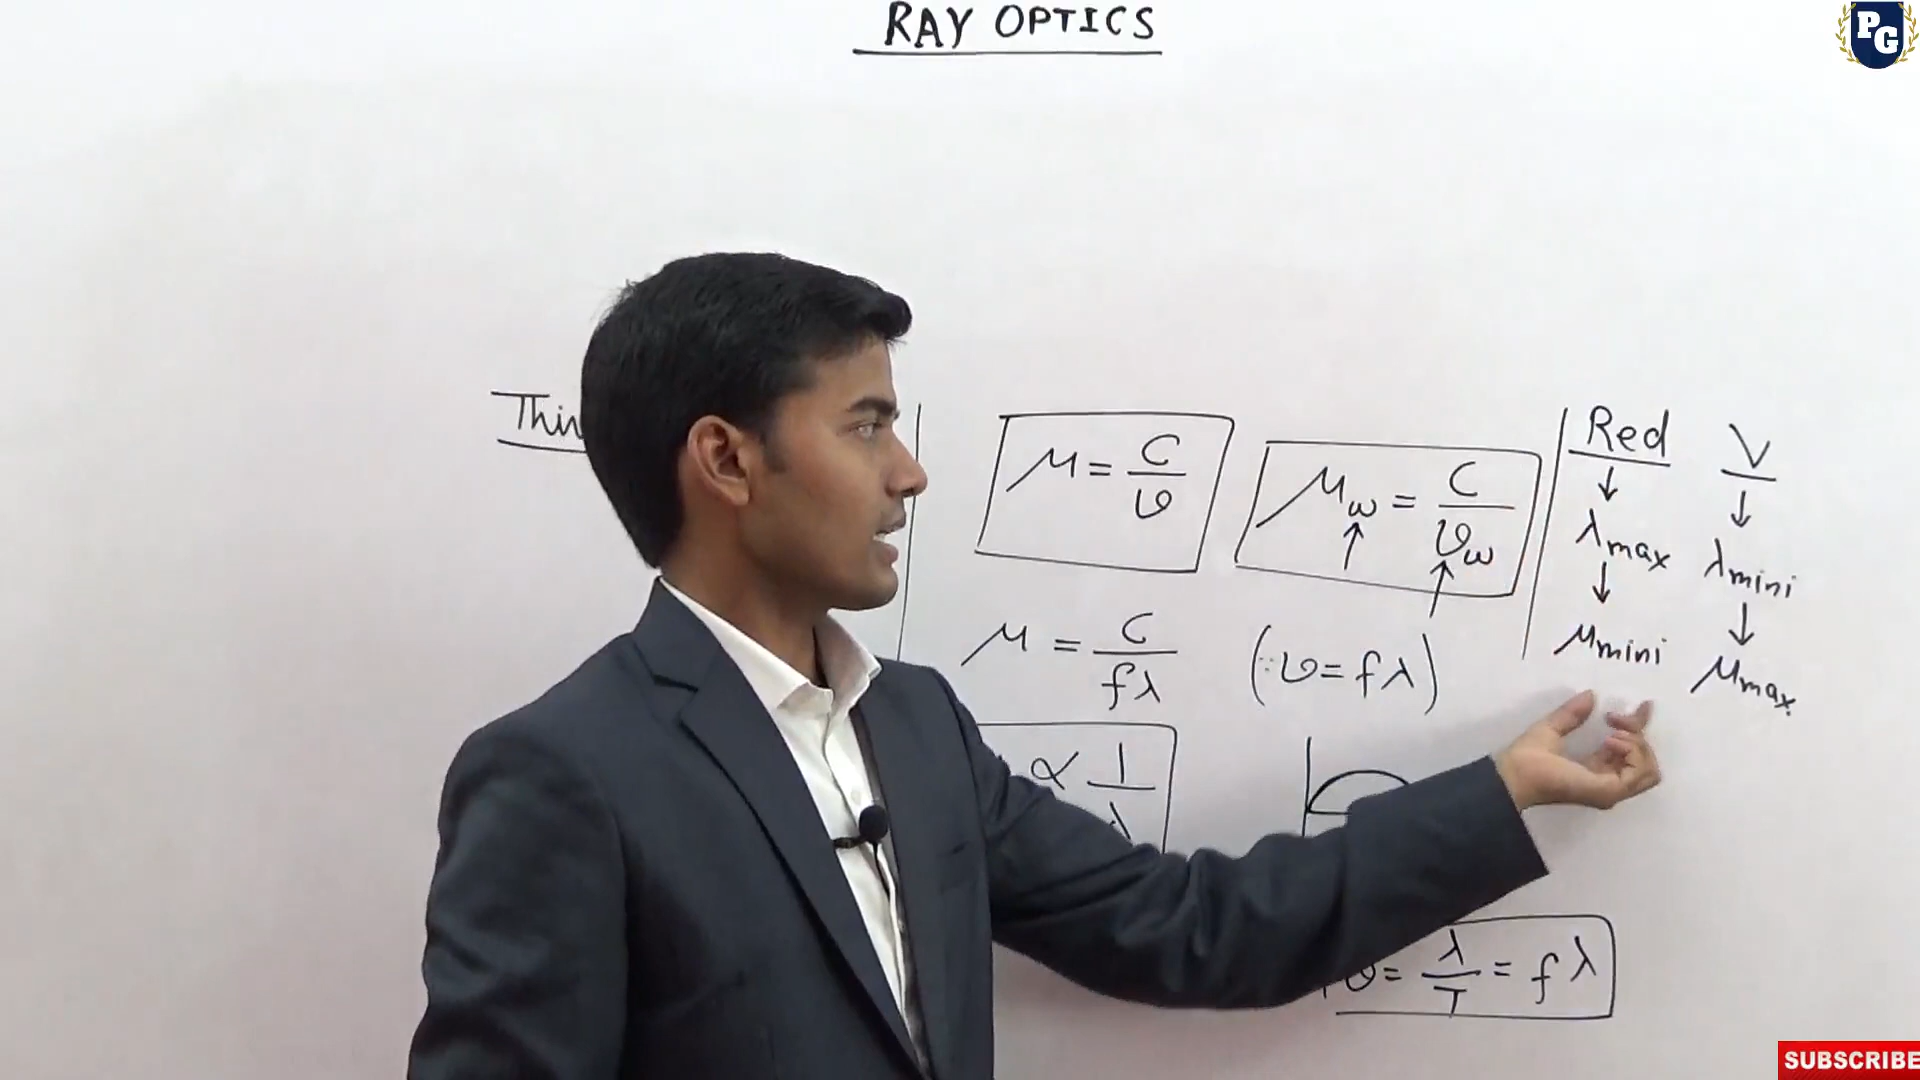 RAY OPTICS
PG
Thin
μ = C/υ
μω = C/υω
Red
↓
λmax
↓
μmini
V
↓
λmini
↓
μmax
μ = C/fλ
(∵ υ = fλ)
∝ 1/λ
υ = λ/T = fλ
SUBSCRIBE